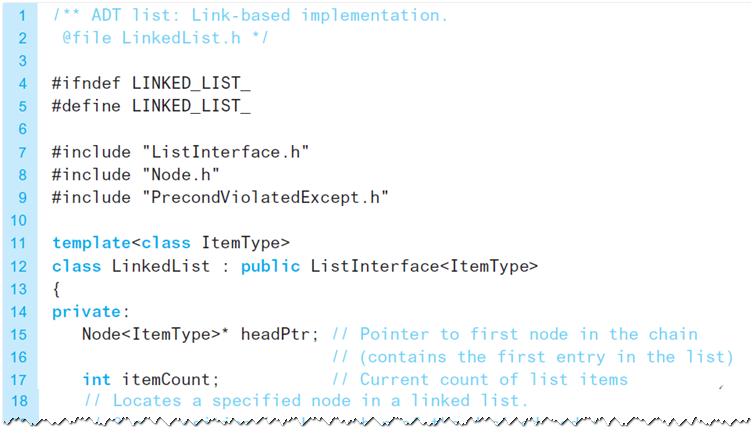 1 /** ADT list: Link-based implementation.
2 @file LinkedList.h */
3
4 #ifndef LINKED_LIST_
5 #define LINKED_LIST_
6
7 #include "ListInterface.h"
8 #include "Node.h"
9 #include "PrecondViolatedExcept.h"
10
11 template<class ItemType>
12 class LinkedList : public ListInterface<ItemType>
13 {
14 private:
15 Node<ItemType>* headPtr; // Pointer to first node in the chain
16 // (contains the first entry in the list)
17 int itemCount; // Current count of list items
18 // Locates a specified node in a linked list.